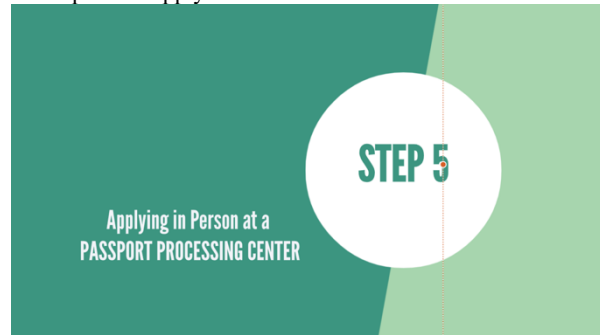 STEP 5
Applying in Person at a
PASSPORT PROCESSING CENTER